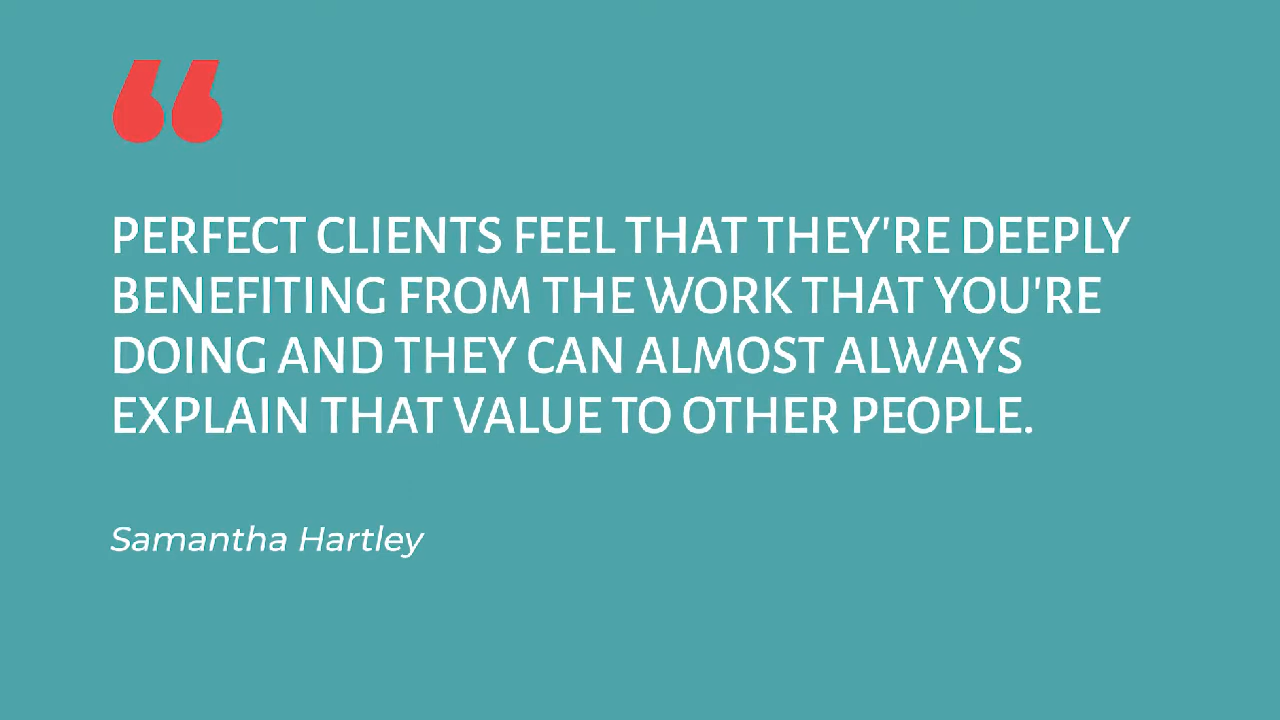 “
PERFECT CLIENTS FEEL THAT THEY'RE DEEPLY
BENEFITING FROM THE WORK THAT YOU'RE
DOING AND THEY CAN ALMOST ALWAYS
EXPLAIN THAT VALUE TO OTHER PEOPLE.
Samantha Hartley